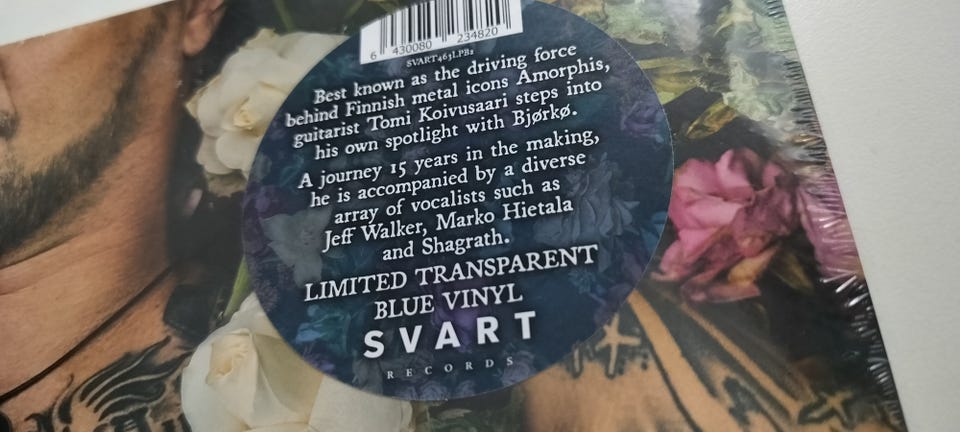 6 430080 234820
SVART463LPB2
Best known as the driving force
behind Finnish metal icons Amorphis,
guitarist Tomi Koivusaari steps into
his own spotlight with Bjørkø.
A journey 15 years in the making,
he is accompanied by a diverse
array of vocalists such as
Jeff Walker, Marko Hietala
and Shagrath.
LIMITED TRANSPARENT
BLUE VINYL
SVART
RECORDS